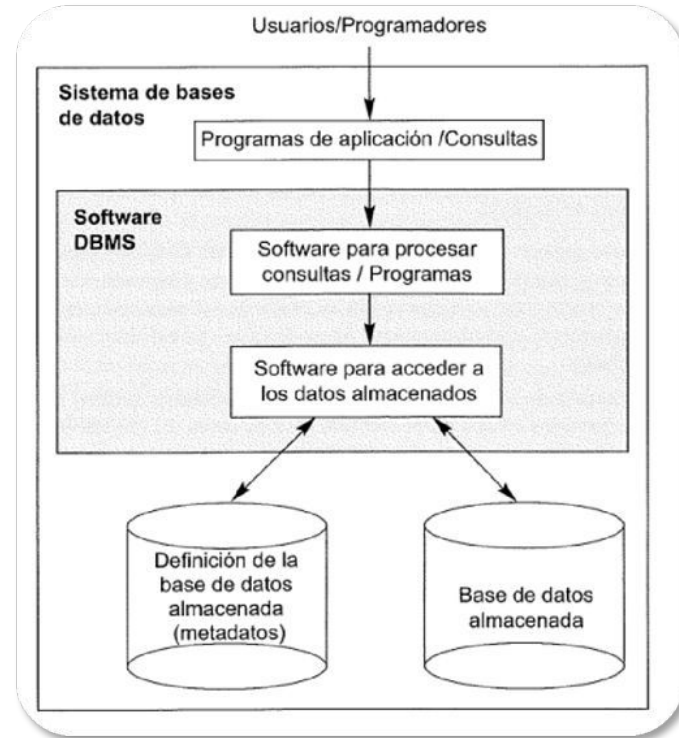 Usuarios/Programadores
Sistema de bases
de datos
Programas de aplicación /Consultas
Software
DBMS
Software para procesar
consultas / Programas
Software para acceder a
los datos almacenados
Definición de la
base de datos
almacenada
(metadatos)
Base de datos
almacenada